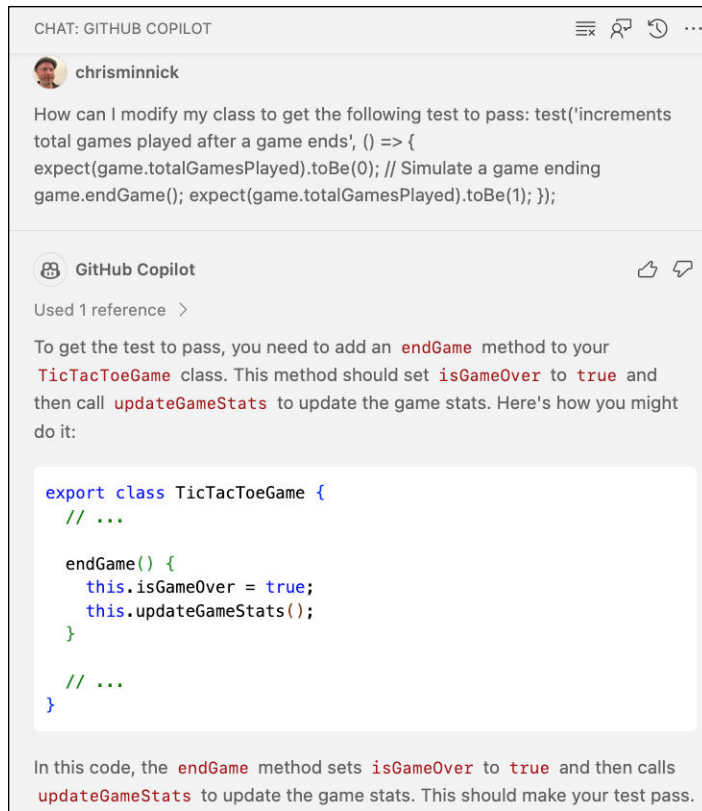 CHAT: GITHUB COPILOT
chrisminnick
How can I modify my class to get the following test to pass: test('increments
total games played after a game ends', () => {
expect(game.totalGamesPlayed).toBe(0); // Simulate a game ending
game.endGame(); expect(game.totalGamesPlayed).toBe(1); });
GitHub Copilot
Used 1 reference >
To get the test to pass, you need to add an endGame method to your
TicTacToeGame class. This method should set isGameOver to true and
then call updateGameStats to update the game stats. Here's how you might
do it:
export class TicTacToeGame {
// ...
endGame() {
this.isGameOver = true;
this.updateGameStats();
}
// ...
}
In this code, the endGame method sets isGameOver to true and then calls
updateGameStats to update the game stats. This should make your test pass.